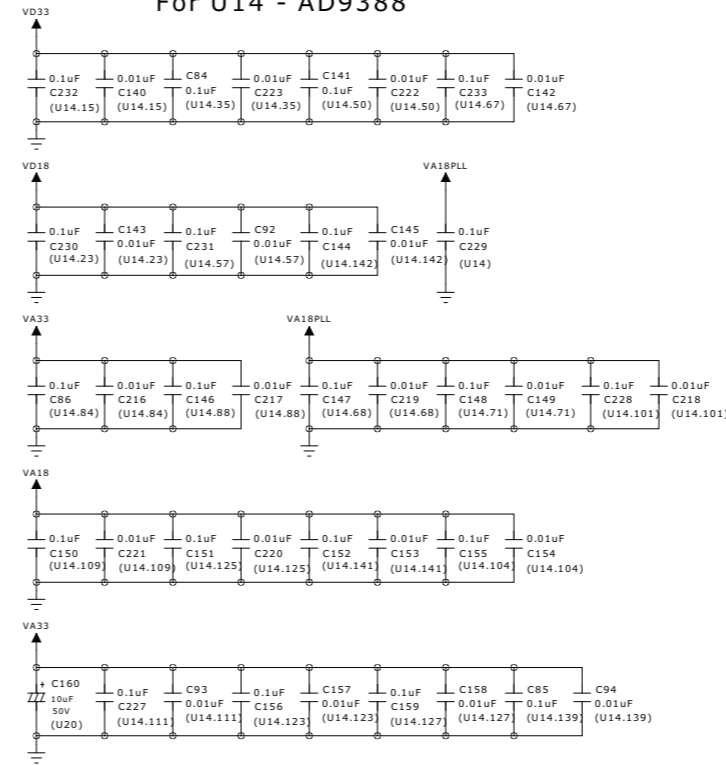 For U14 - AD9388
VD33
0.1uF
C232
(U14.15)
0.01uF
C140
(U14.15)
C84
0.1uF
(U14.35)
0.01uF
C223
(U14.35)
C141
0.1uF
(U14.50)
0.01uF
C222
(U14.50)
0.1uF
C233
(U14.67)
0.01uF
C142
(U14.67)
VD18
0.1uF
C230
(U14.23)
C143
0.01uF
(U14.23)
0.1uF
C231
(U14.57)
C92
0.01uF
(U14.57)
0.1uF
C144
(U14.142)
C145
0.01uF
(U14.142)
VA18PLL
0.1uF
C229
(U14)
VA33
0.1uF
C86
(U14.84)
0.01uF
C216
(U14.84)
0.1uF
C146
(U14.88)
0.01uF
C217
(U14.88)
VA18PLL
0.1uF
C147
(U14.68)
0.01uF
C219
(U14.68)
0.1uF
C148
(U14.71)
0.01uF
C149
(U14.71)
0.1uF
C228
(U14.101)
0.01uF
C218
(U14.101)
VA18
0.1uF
C150
(U14.109)
0.01uF
C221
(U14.109)
0.1uF
C151
(U14.125)
0.01uF
C220
(U14.125)
0.1uF
C152
(U14.141)
0.01uF
C153
(U14.141)
0.1uF
C155
(U14.104)
0.01uF
C154
(U14.104)
VA33
+ C160
10uF
50V
(U20)
0.1uF
C227
(U14.111)
C93
0.01uF
(U14.111)
0.1uF
C156
(U14.123)
C157
0.01uF
(U14.123)
0.1uF
C159
(U14.127)
C158
0.01uF
(U14.127)
C85
0.1uF
(U14.139)
C94
0.01uF
(U14.139)